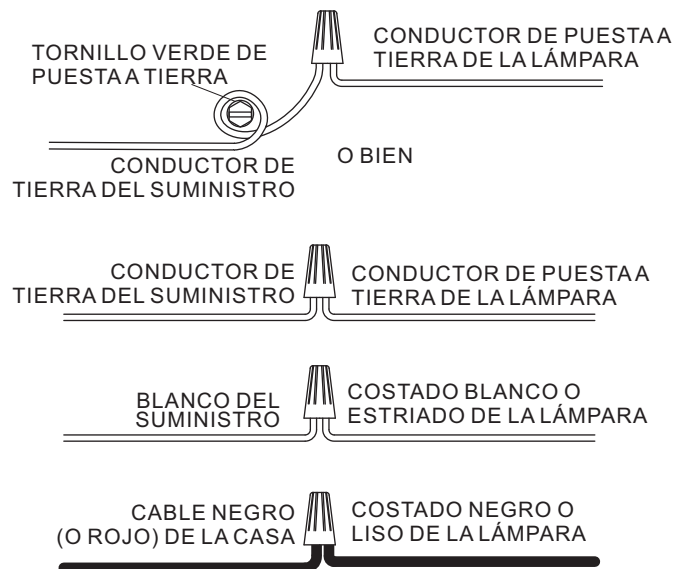 TORNILLO VERDE DE
PUESTA A TIERRA
CONDUCTOR DE PUESTA A
TIERRA DE LA LÁMPARA
CONDUCTOR DE
TIERRA DEL SUMINISTRO
O BIEN
CONDUCTOR DE
TIERRA DEL SUMINISTRO
CONDUCTOR DE PUESTA A
TIERRA DE LA LÁMPARA
BLANCO DEL
SUMINISTRO
COSTADO BLANCO O
ESTRIADO DE LA LÁMPARA
CABLE NEGRO
(O ROJO) DE LA CASA
COSTADO NEGRO O
LISO DE LA LÁMPARA